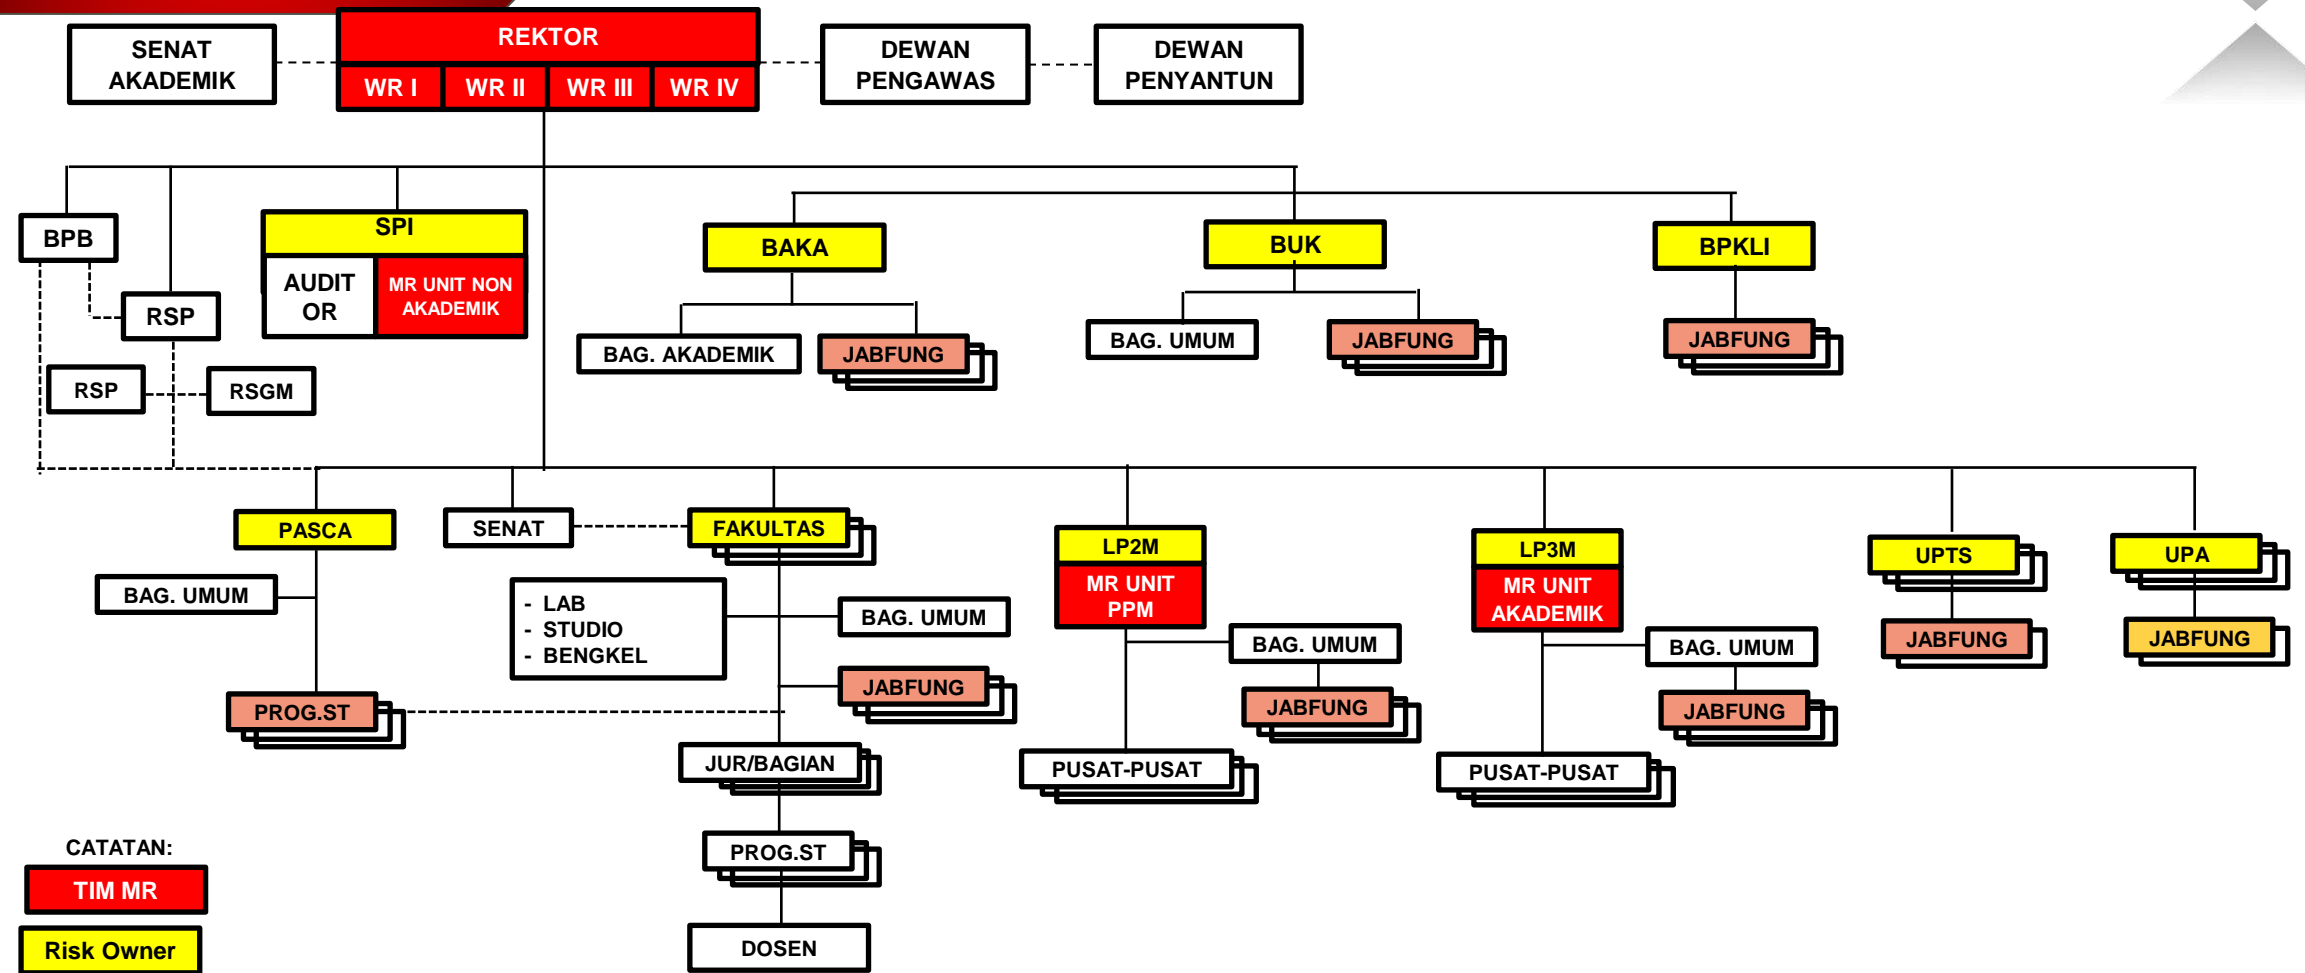 SENAT
AKADEMIK
REKTOR
WR I
WR II
WR III
WR IV
DEWAN
PENGAWAS
DEWAN
PENYANTUN
BPB
RSP
RSP
RSGM
SPI
AUDIT
OR
MR UNIT NON
AKADEMIK
BAKA
BAG. AKADEMIK
JABFUNG
BUK
BAG. UMUM
JABFUNG
BPKLI
JABFUNG
PASCA
BAG. UMUM
PROG.ST
SENAT
FAKULTAS
- LAB
- STUDIO
- BENGKEL
BAG. UMUM
JABFUNG
JUR/BAGIAN
PROG.ST
DOSEN
LP2M
MR UNIT
PPM
BAG. UMUM
JABFUNG
PUSAT-PUSAT
LP3M
MR UNIT
AKADEMIK
BAG. UMUM
JABFUNG
PUSAT-PUSAT
UPTS
JABFUNG
UPA
JABFUNG
CATATAN:
TIM MR
Risk Owner